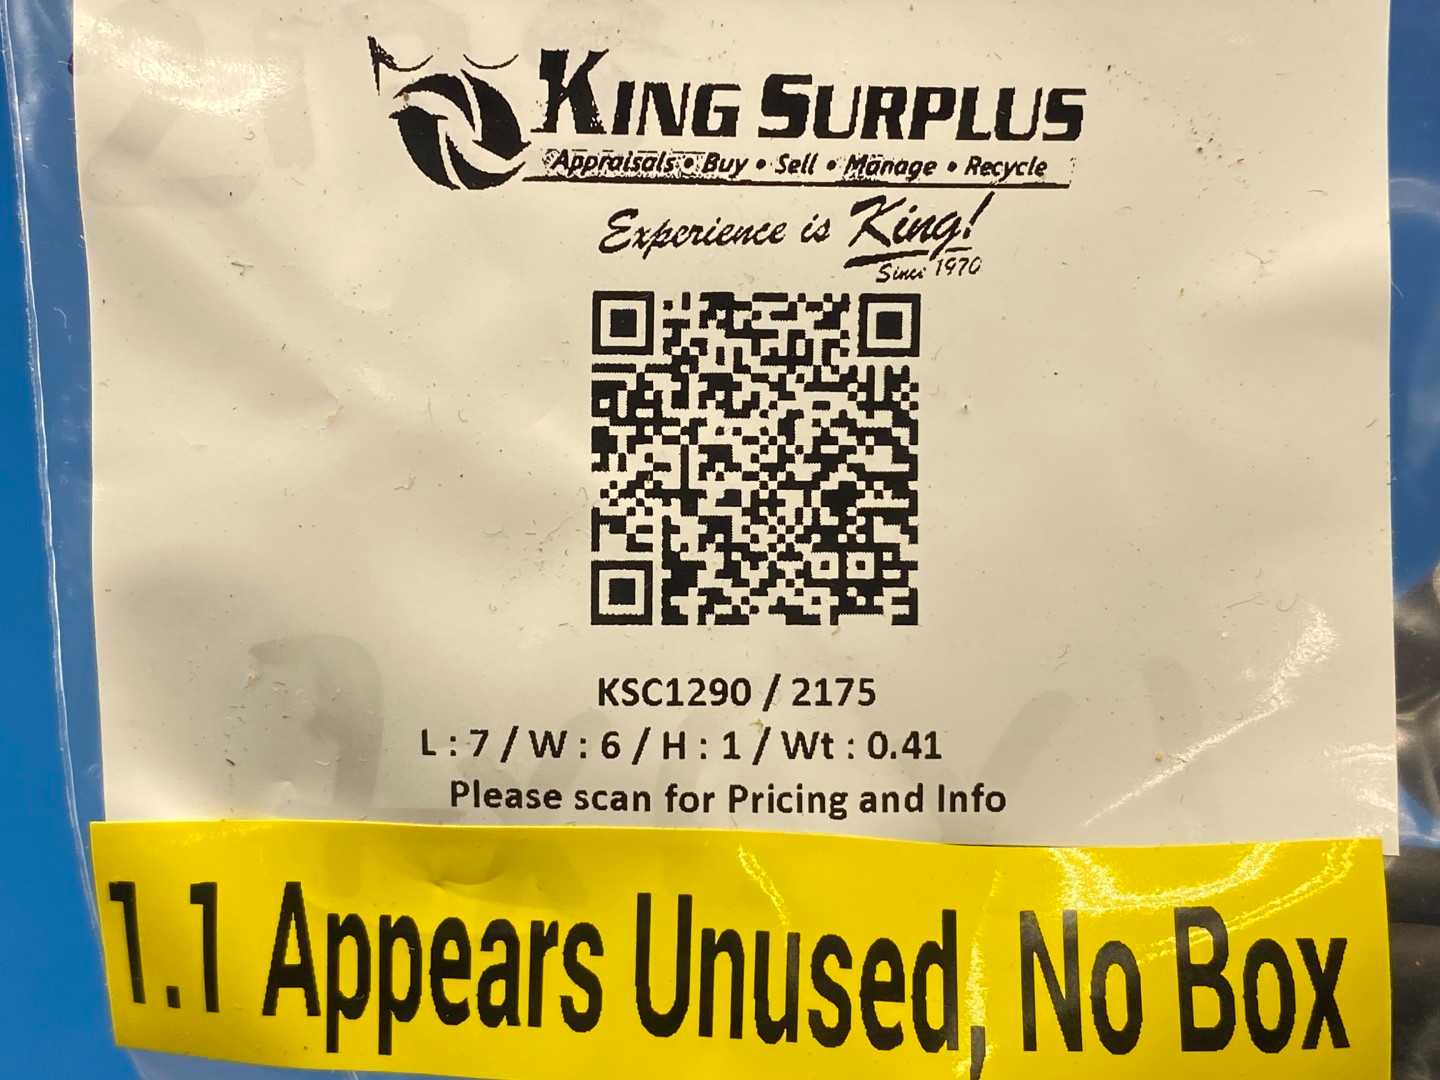 KING SURPLUS
Appraisals • Buy • Sell • Manage • Recycle
Experience is King!
Since 1970
KSC1290 / 2175
L : 7 / W : 6 / H : 1 / Wt : 0.41
Please scan for Pricing and Info
1.1 Appears Unused, No Box